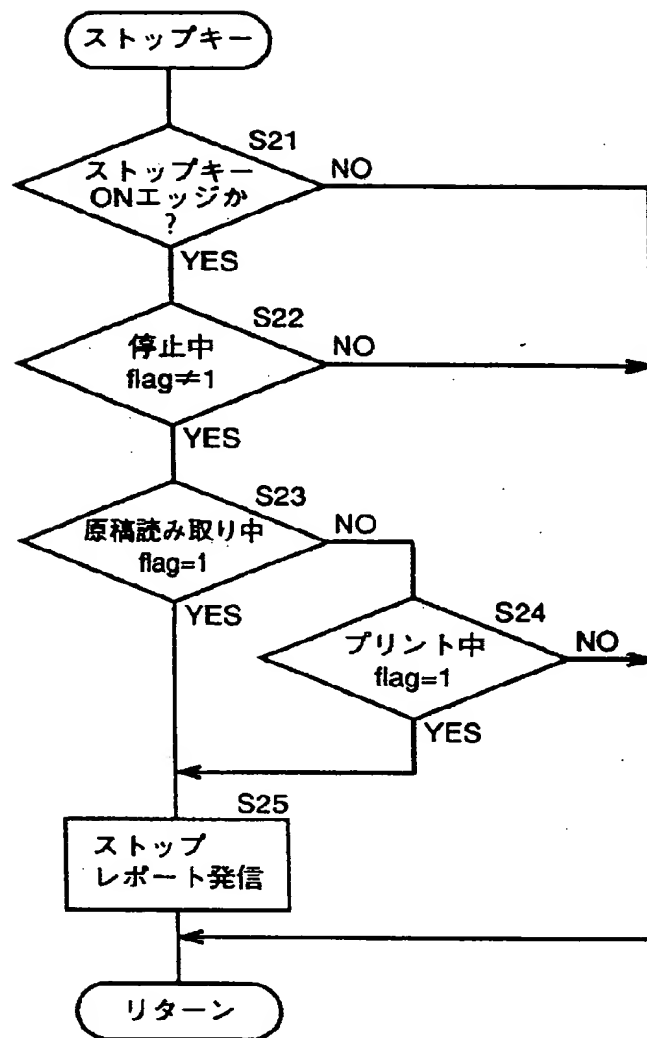 ストップキー
S21
ストップキー
ONエッジか
?
NO
YES
S22
停止中
flag≠1
NO
YES
S23
原稿読み取り中
flag=1
NO
YES
S24
プリント中
flag=1
NO
YES
S25
ストップ
レポート発信
リターン